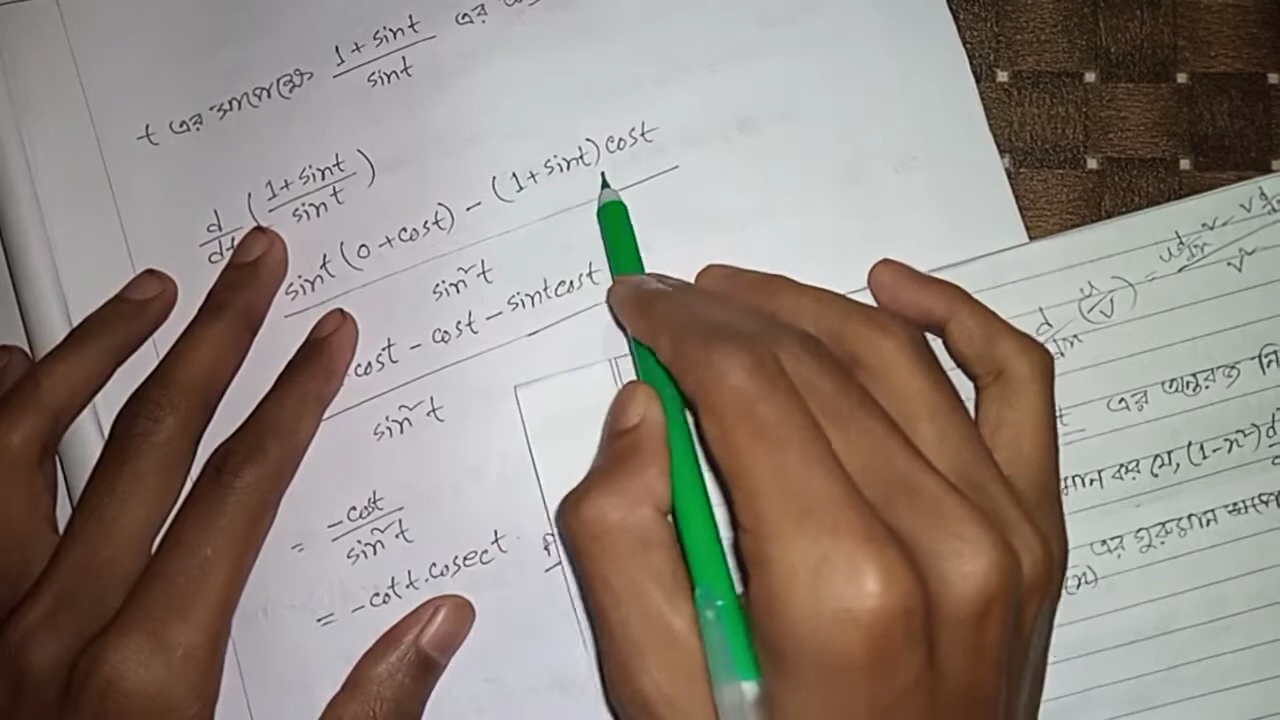 t এর সাপেক্ষে (1+sint)/sint এর
d/dt ((1+sint)/sint)
(sint(0+cost) - (1+sint)cost)/sin²t
cost - cost - sintcost
sin²t
= -cost/sin²t
= -cot t.cosect
d/dx (u/v) =
t এর অন্তরজ
কর যে, (1-x²)d
(x) এর